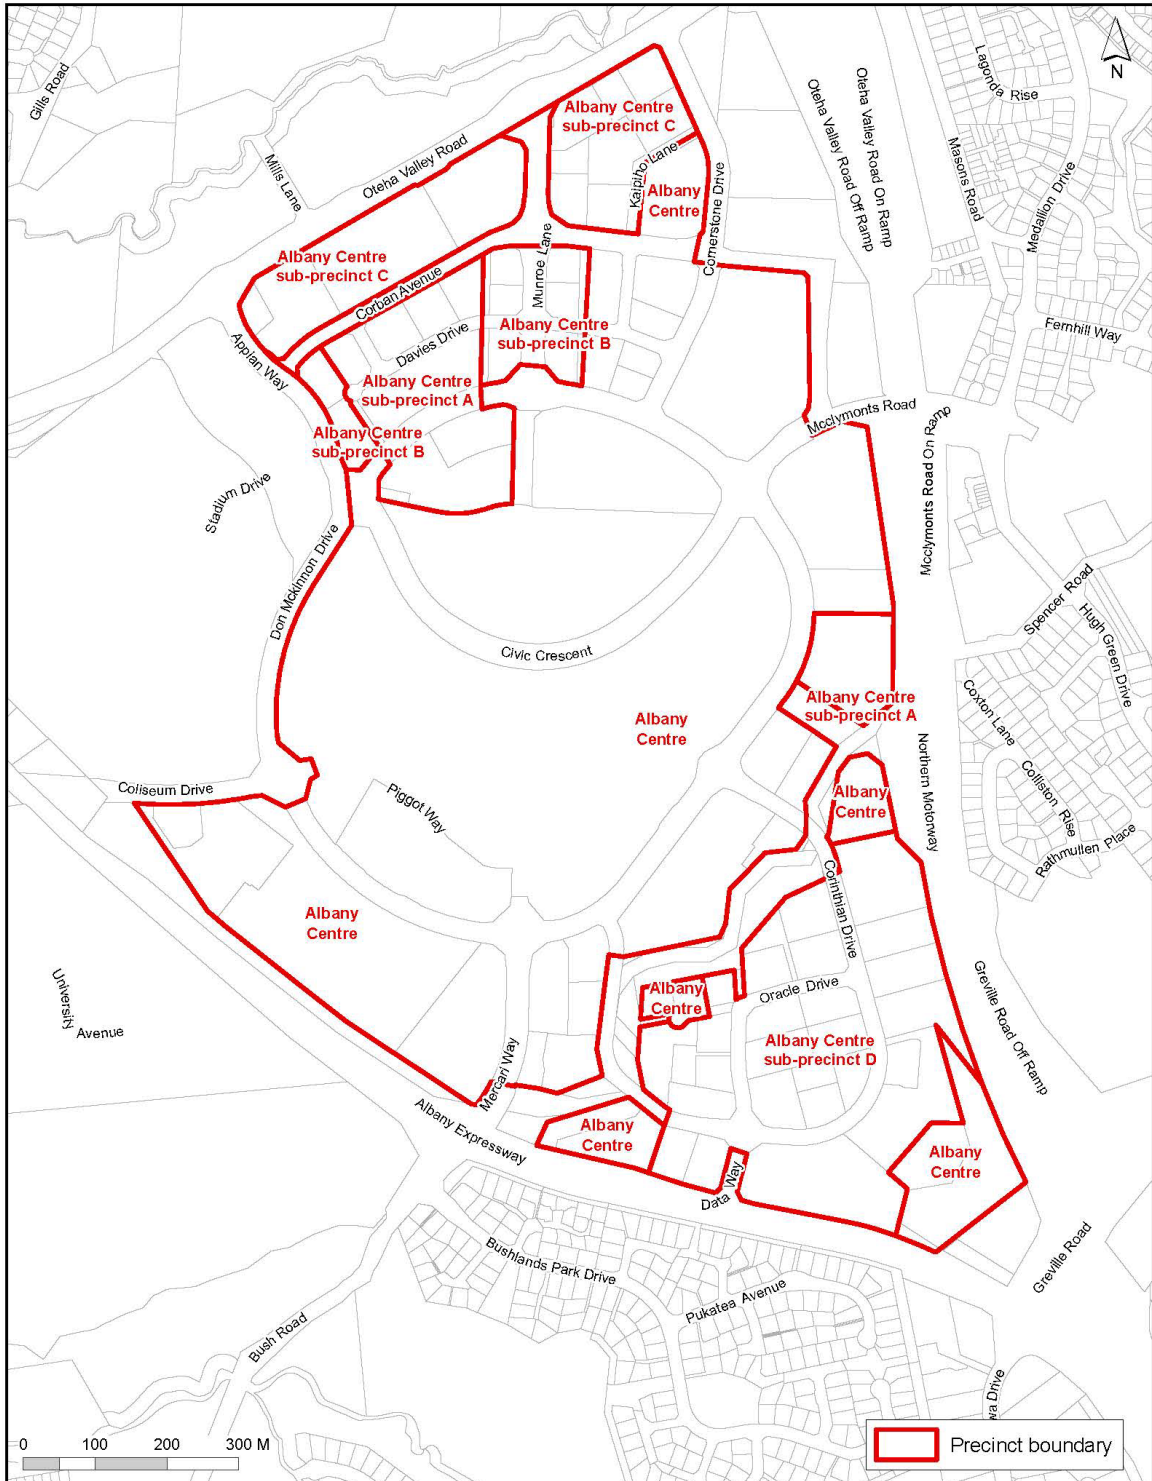 Gills Road
Mills Lane
Oteha Valley Road
Albany Centre
sub-precinct C
Kaipiho Lane
Albany
Centre
Cornerstone Drive
Oteha Valley Road Off Ramp
Oteha Valley Road On Ramp
Lagonda Rise
Masons Road
Medallion Drive
Fernhill Way
N
Albany Centre
sub-precinct C
Corban Avenue
Munroe Lane
Appian Way
Davies Drive
Albany Centre
sub-precinct B
Albany Centre
sub-precinct A
Albany Centre
sub-precinct B
Mcclymonts Road
Mcclymonts Road On Ramp
Stadium Drive
Don Mckinnon Drive
Civic Crescent
Spencer Road
Hugh Green Drive
Coxton Lane
Colliston Rise
Rathmullen Place
Albany Centre
sub-precinct A
Albany
Centre
Northern Motorway
Coliseum Drive
Piggot Way
Albany
Centre
Corinthian Drive
Albany
Centre
University
Avenue
Albany
Centre
Oracle Drive
Albany Centre
sub-precinct D
Greville Road Off Ramp
Mercari Way
Albany Expressway
Albany
Centre
Albany
Centre
Data Way
Bushlands Park Drive
Pukatea Avenue
Greville Road
Bush Road
wa Drive
0 100 200 300 M
Precinct boundary